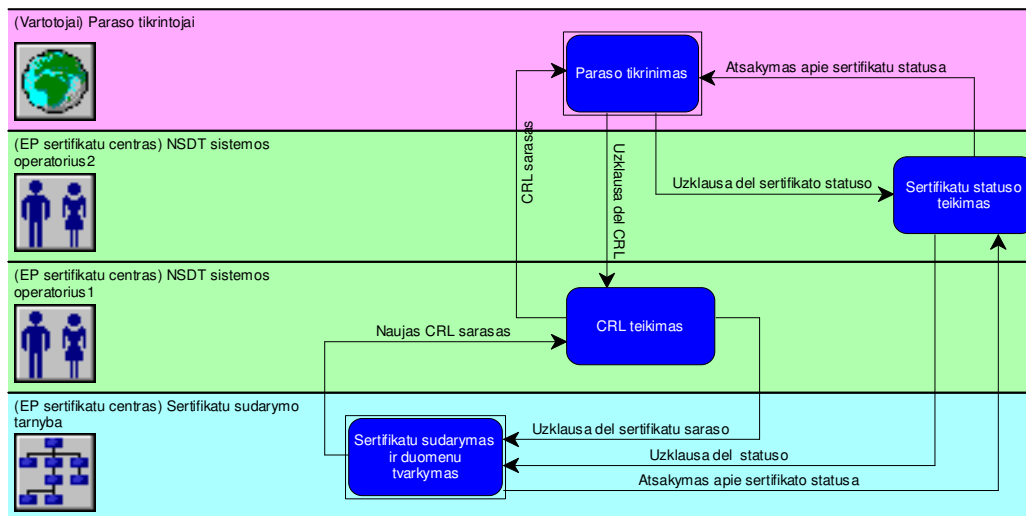 (Vartotojai) Paraso tikrintojai
Paraso tikrinimas
Atsakymas apie sertifikatu statusa
CRL sarasas
Uzklausa del CRL
(EP sertifikatu centras) NSDT sistemos
operatorius2
Uzklausa del sertifikato statuso
Sertifikatu statuso
teikimas
(EP sertifikatu centras) NSDT sistemos
operatorius1
Naujas CRL sarasas
CRL teikimas
(EP sertifikatu centras) Sertifikatu sudarymo
tarnyba
Sertifikatu sudarymas
ir duomenu
tvarkymas
Uzklausa del sertifikatu saraso
Uzklausa del  statuso
Atsakymas apie sertifikato statusa